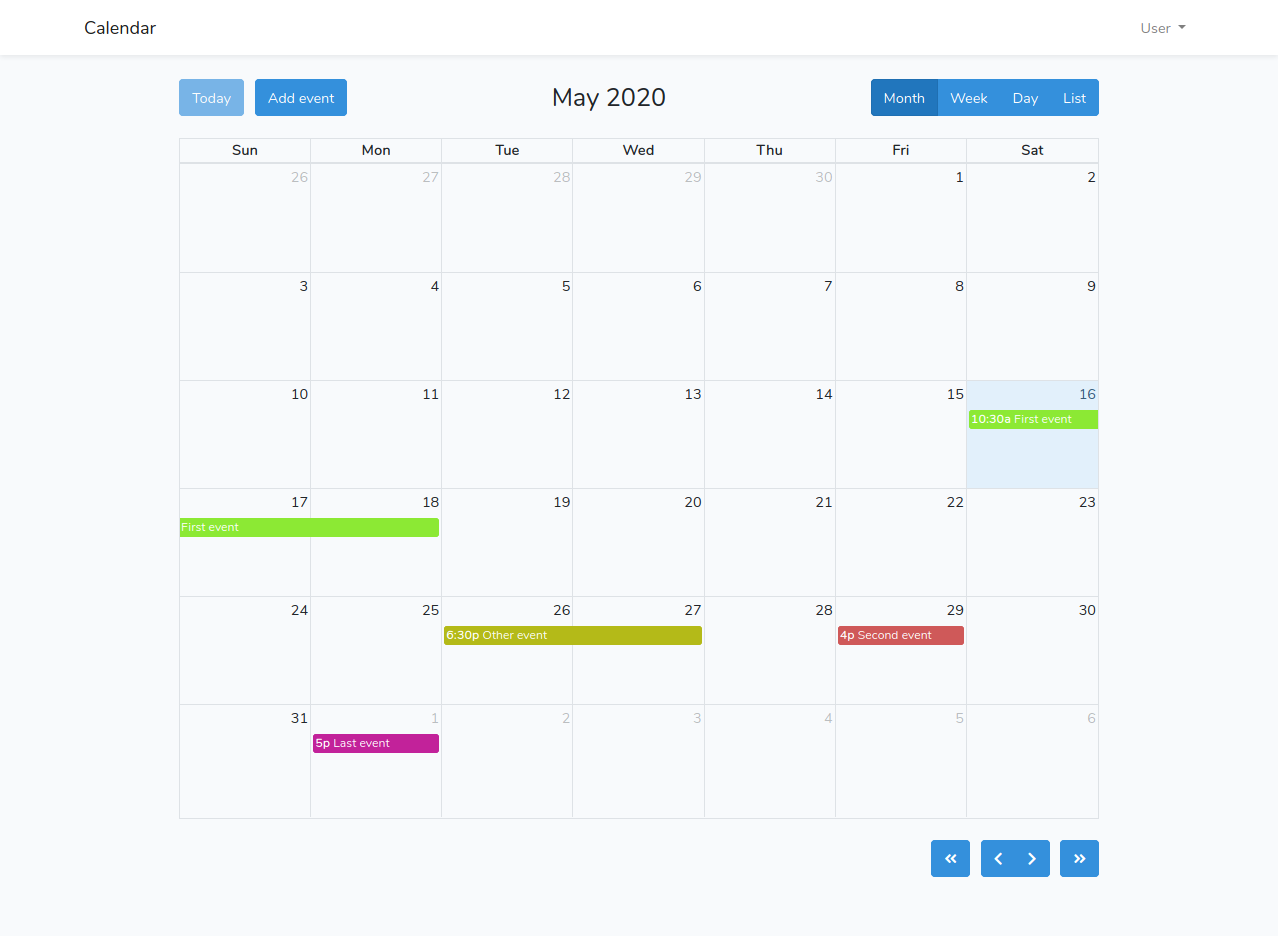 Calendar User
Today Add event May 2020 Month Week Day List
Sun Mon Tue Wed Thu Fri Sat
26 27 28 29 30 1 2
3 4 5 6 7 8 9
10 11 12 13 14 15 16
10:30a First event
17 18 19 20 21 22 23
First event
24 25 26 27 28 29 30
6:30p Other event 4p Second event
31 1 2 3 4 5 6
5p Last event